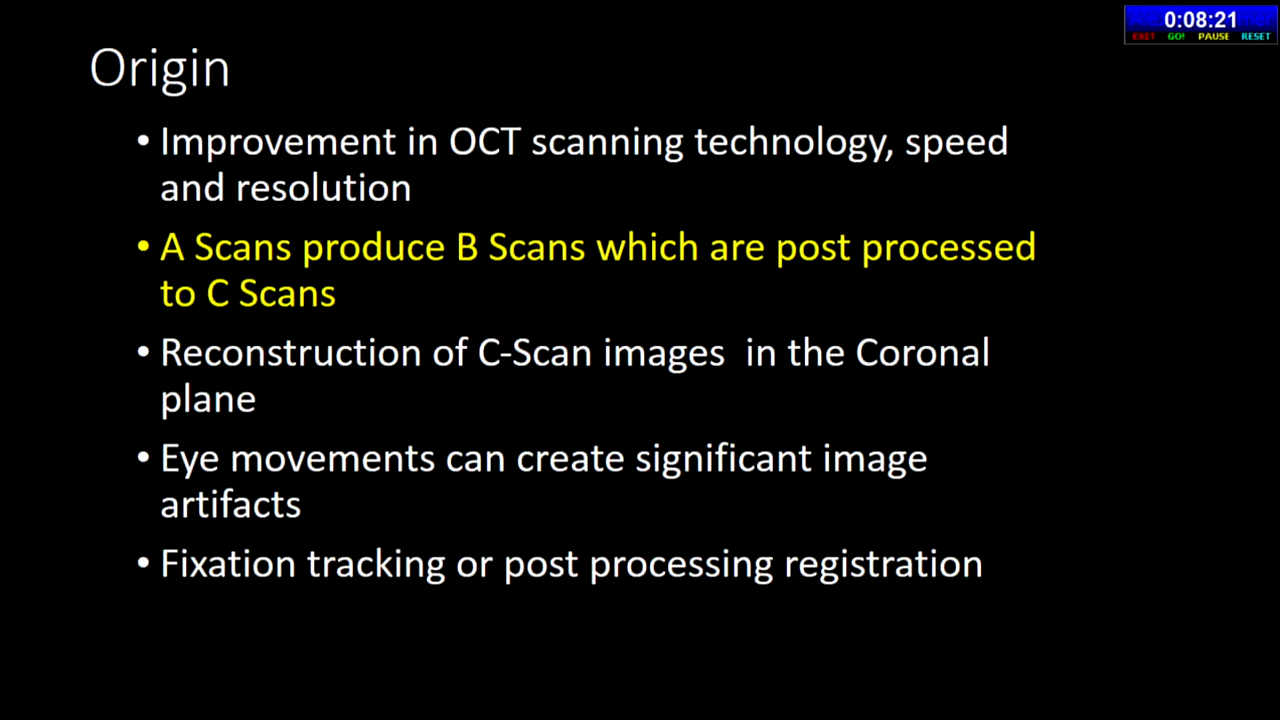 0:08:21
EXIT GO! PAUSE RESET
Origin
• Improvement in OCT scanning technology, speed
and resolution
• A Scans produce B Scans which are post processed
to C Scans
• Reconstruction of C-Scan images  in the Coronal
plane
• Eye movements can create significant image
artifacts
• Fixation tracking or post processing registration